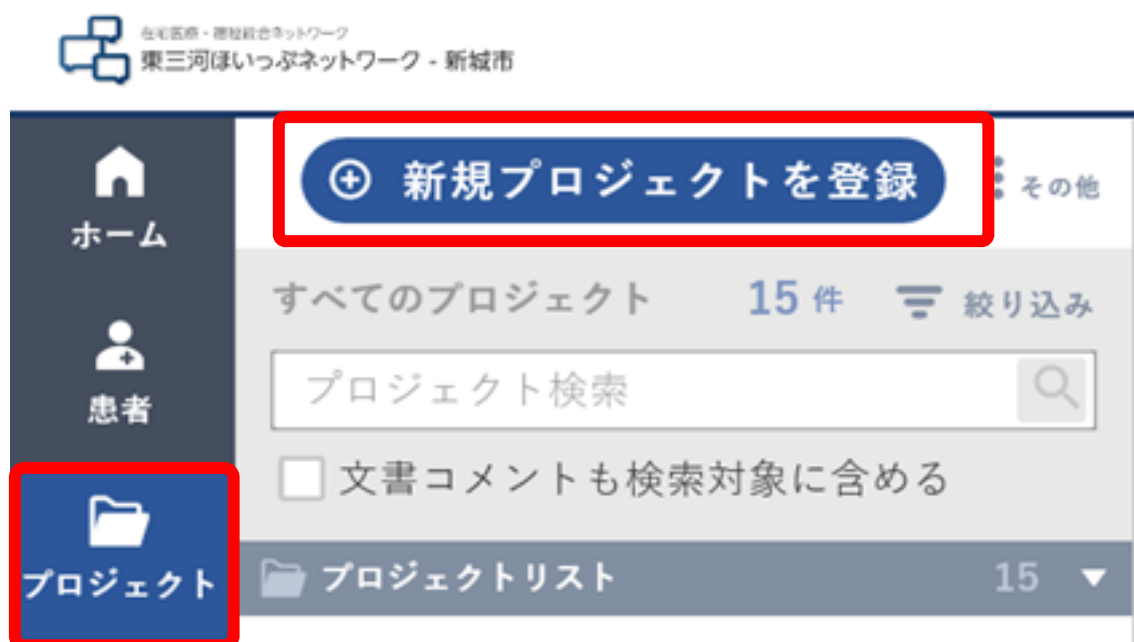 在宅医療・福祉統合ネットワーク
東三河ほいっぷネットワーク - 新城市
ホーム
患者
プロジェクト
新規プロジェクトを登録
その他
すべてのプロジェクト 15 件 絞り込み
プロジェクト検索
文書コメントも検索対象に含める
プロジェクトリスト 15